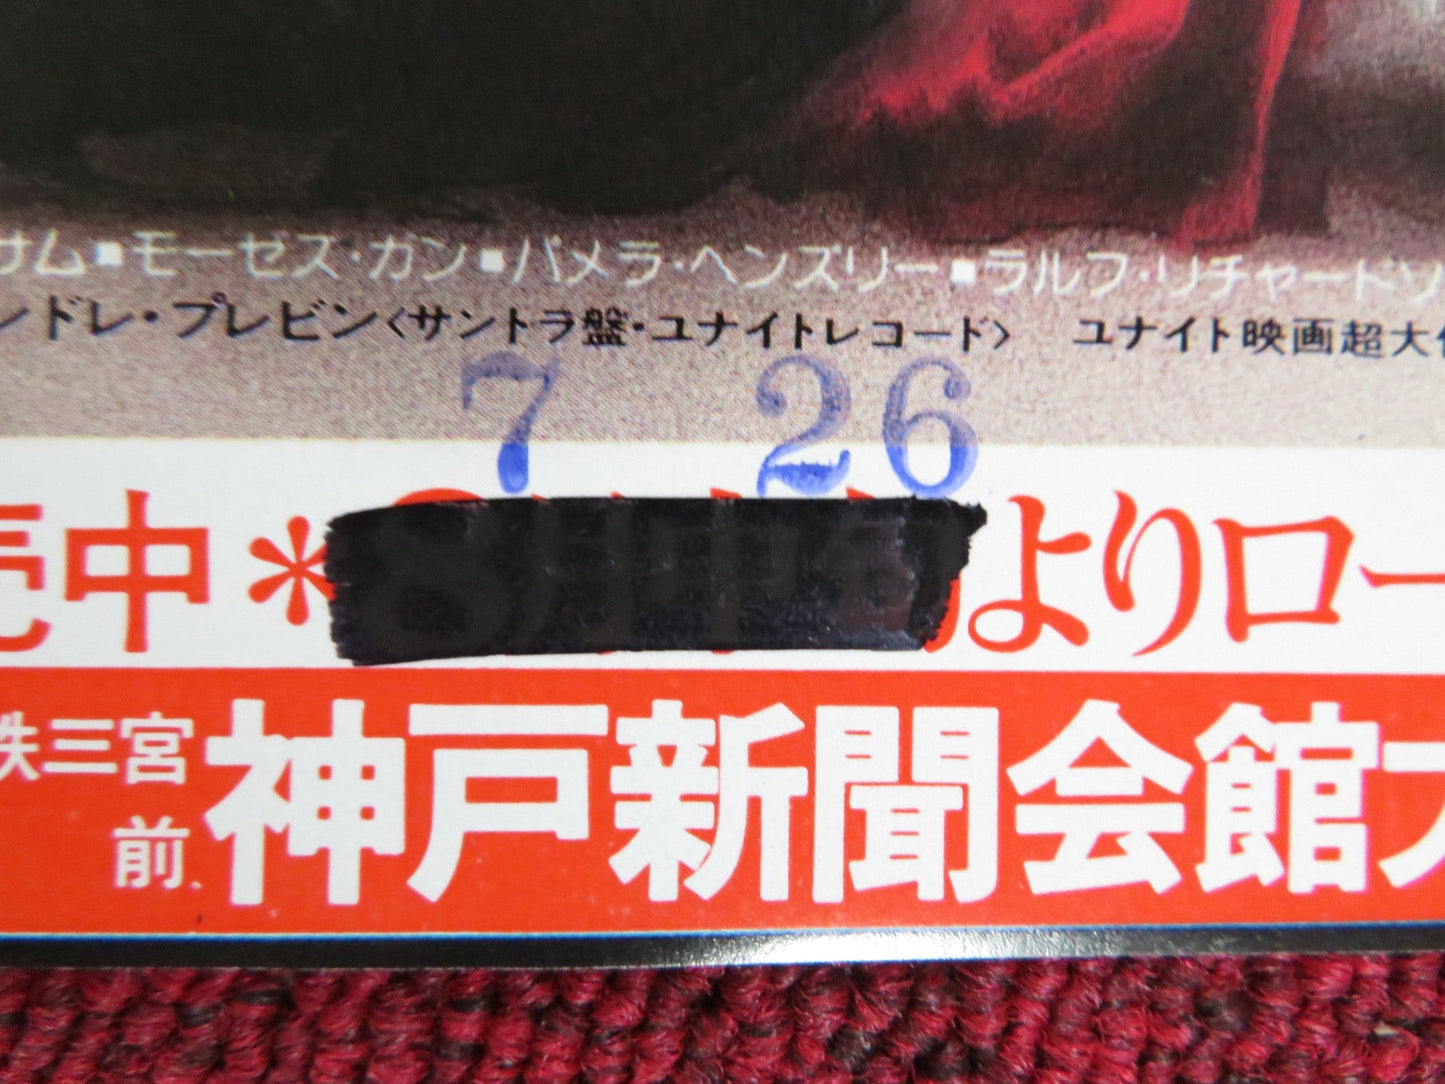 サム■モーゼス・ガン■パメラ・ヘンズリー■ラルフ・リチャードソ
ンドレ・プレビン〈サントラ盤・ユナイトレコード〉 ユナイト映画超大作
7 26
売中*よりロー
鉄三宮前 神戸新聞会館大